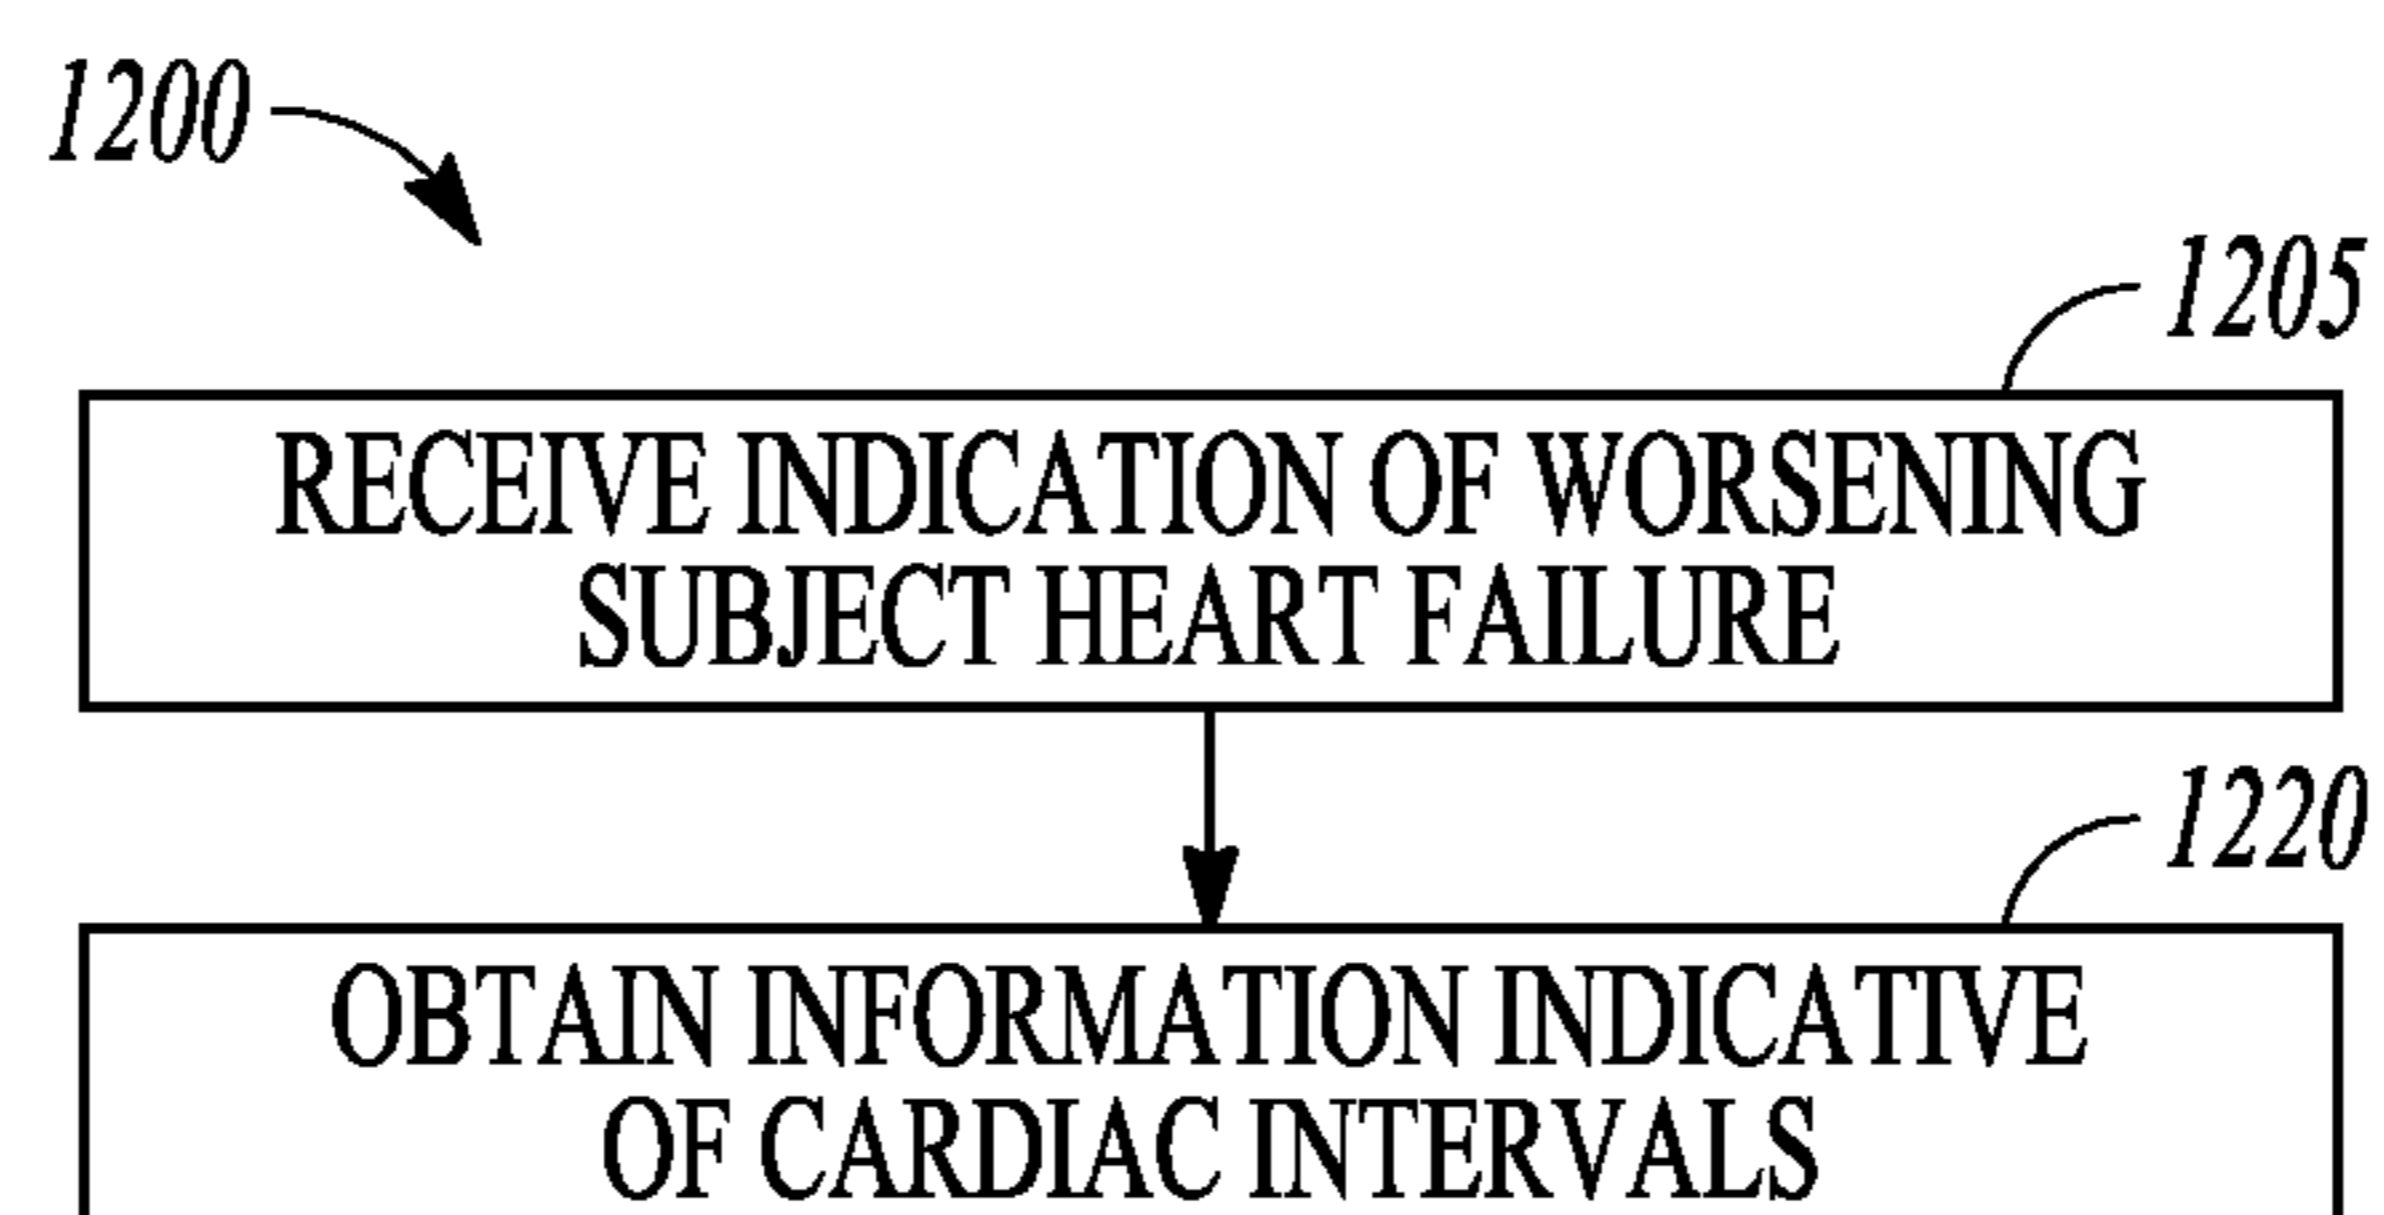 1200
1205
RECEIVE INDICATION OF WORSENING
SUBJECT HEART FAILURE
1220
OBTAIN INFORMATION INDICATIVE
OF CARDIAC INTERVALS